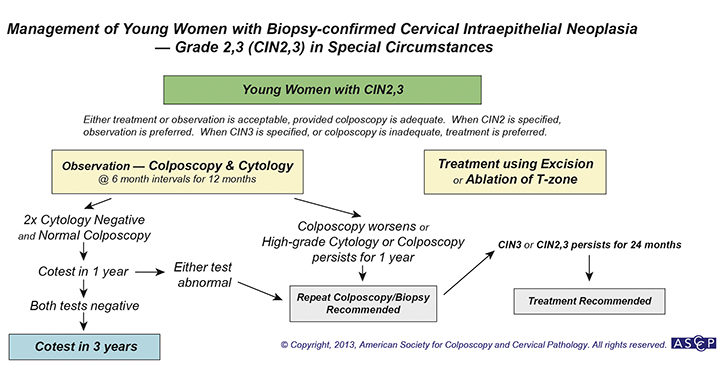 Management of Young Women with Biopsy-confirmed Cervical Intraepithelial Neoplasia
— Grade 2,3 (CIN2,3) in Special Circumstances
Young Women with CIN2,3
Either treatment or observation is acceptable, provided colposcopy is adequate. When CIN2 is specified,
observation is preferred. When CIN3 is specified, or colposcopy is inadequate, treatment is preferred.
Observation — Colposcopy & Cytology
@ 6 month intervals for 12 months
Treatment using Excision
or Ablation of T-zone
2x Cytology Negative
and Normal Colposcopy
Colposcopy worsens or
High-grade Cytology or Colposcopy
persists for 1 year
CIN3 or CIN2,3 persists for 24 months
Cotest in 1 year
Either test
abnormal
Repeat Colposcopy/Biopsy
Recommended
Treatment Recommended
Both tests negative
Cotest in 3 years
© Copyright, 2013, American Society for Colposcopy and Cervical Pathology. All rights reserved.
ASCCP